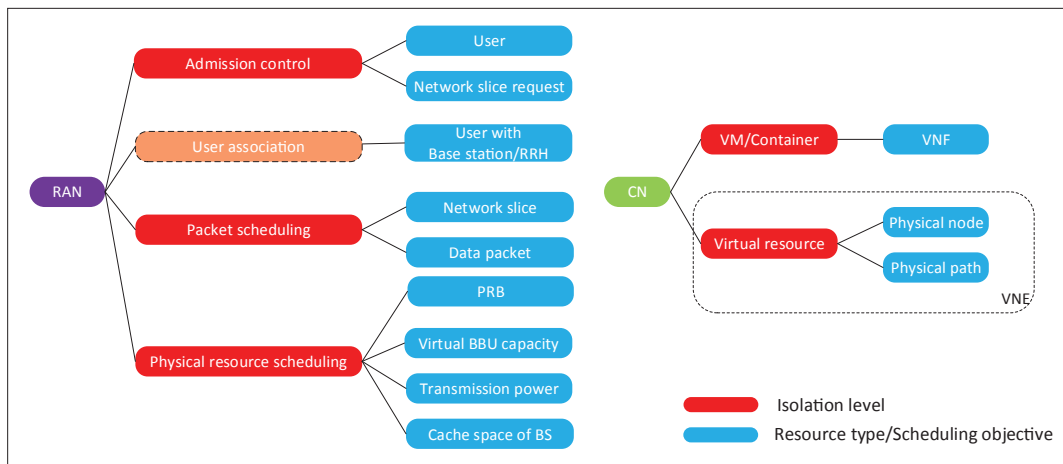 RAN
Admission control
User
Network slice request
User association
User with
Base station/RRH
Packet scheduling
Network slice
Data packet
Physical resource scheduling
PRB
Virtual BBU capacity
Transmission power
Cache space of BS
CN
VM/Container
VNF
Virtual resource
Physical node
Physical path
VNE
Isolation level
Resource type/Scheduling objective